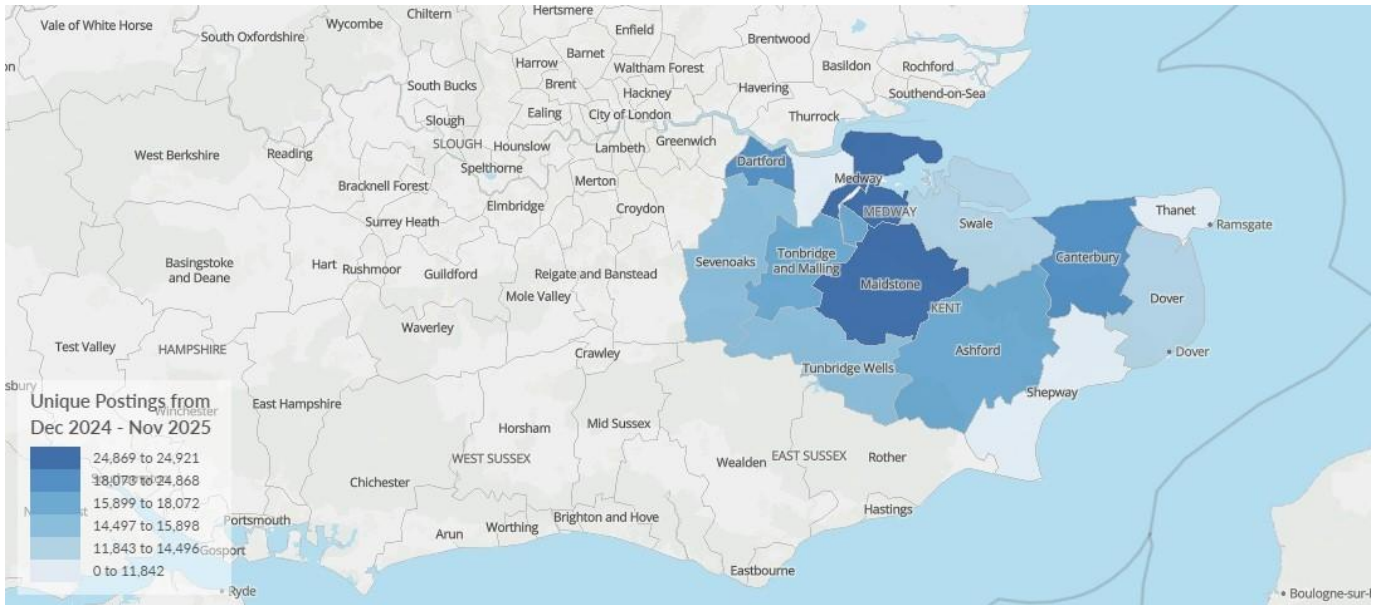 Hertsmere
Chiltern
Wycombe
Vale of White Horse
Enfield
South Oxfordshire
Brentwood
Barnet
Harrow
Waltham Forest
Basildon
Rochford
Brent
South Bucks
Havering
Hackney
Southend-on-Sea
Ealing
City of London
Thurrock
Slough
SLOUGH
Hounslow
Lambeth
Greenwich
West Berkshire
Reading
Dartford
Spelthorne
Medway
Bracknell Forest
Merton
Elmbridge
Croydon
MEDWAY
Thanet
Surrey Heath
Swale
Ramsgate
Basingstoke
and Deane
Hart
Rushmoor
Guildford
Reigate and Banstead
Sevenoaks
Tonbridge
and Malling
Canterbury
Maidstone
Mole Valley
KENT
Dover
Waverley
Test Valley
HAMPSHIRE
Crawley
Ashford
Dover
Tunbridge Wells
sbury
Shepway
Unique Postings from
Winchester
Dec 2024 - Nov 2025
East Hampshire
Horsham
Mid Sussex
24,869 to 24,921
WEST SUSSEX
Wealden
EAST SUSSEX
Rother
18,073 to 24,868
Chichester
15,899 to 18,072
Hastings
14,497 to 15,898
Portsmouth
Brighton and Hove
Worthing
Arun
11,843 to 14,496
Gosport
0 to 11,842
Eastbourne
Ryde
Boulogne-sur-